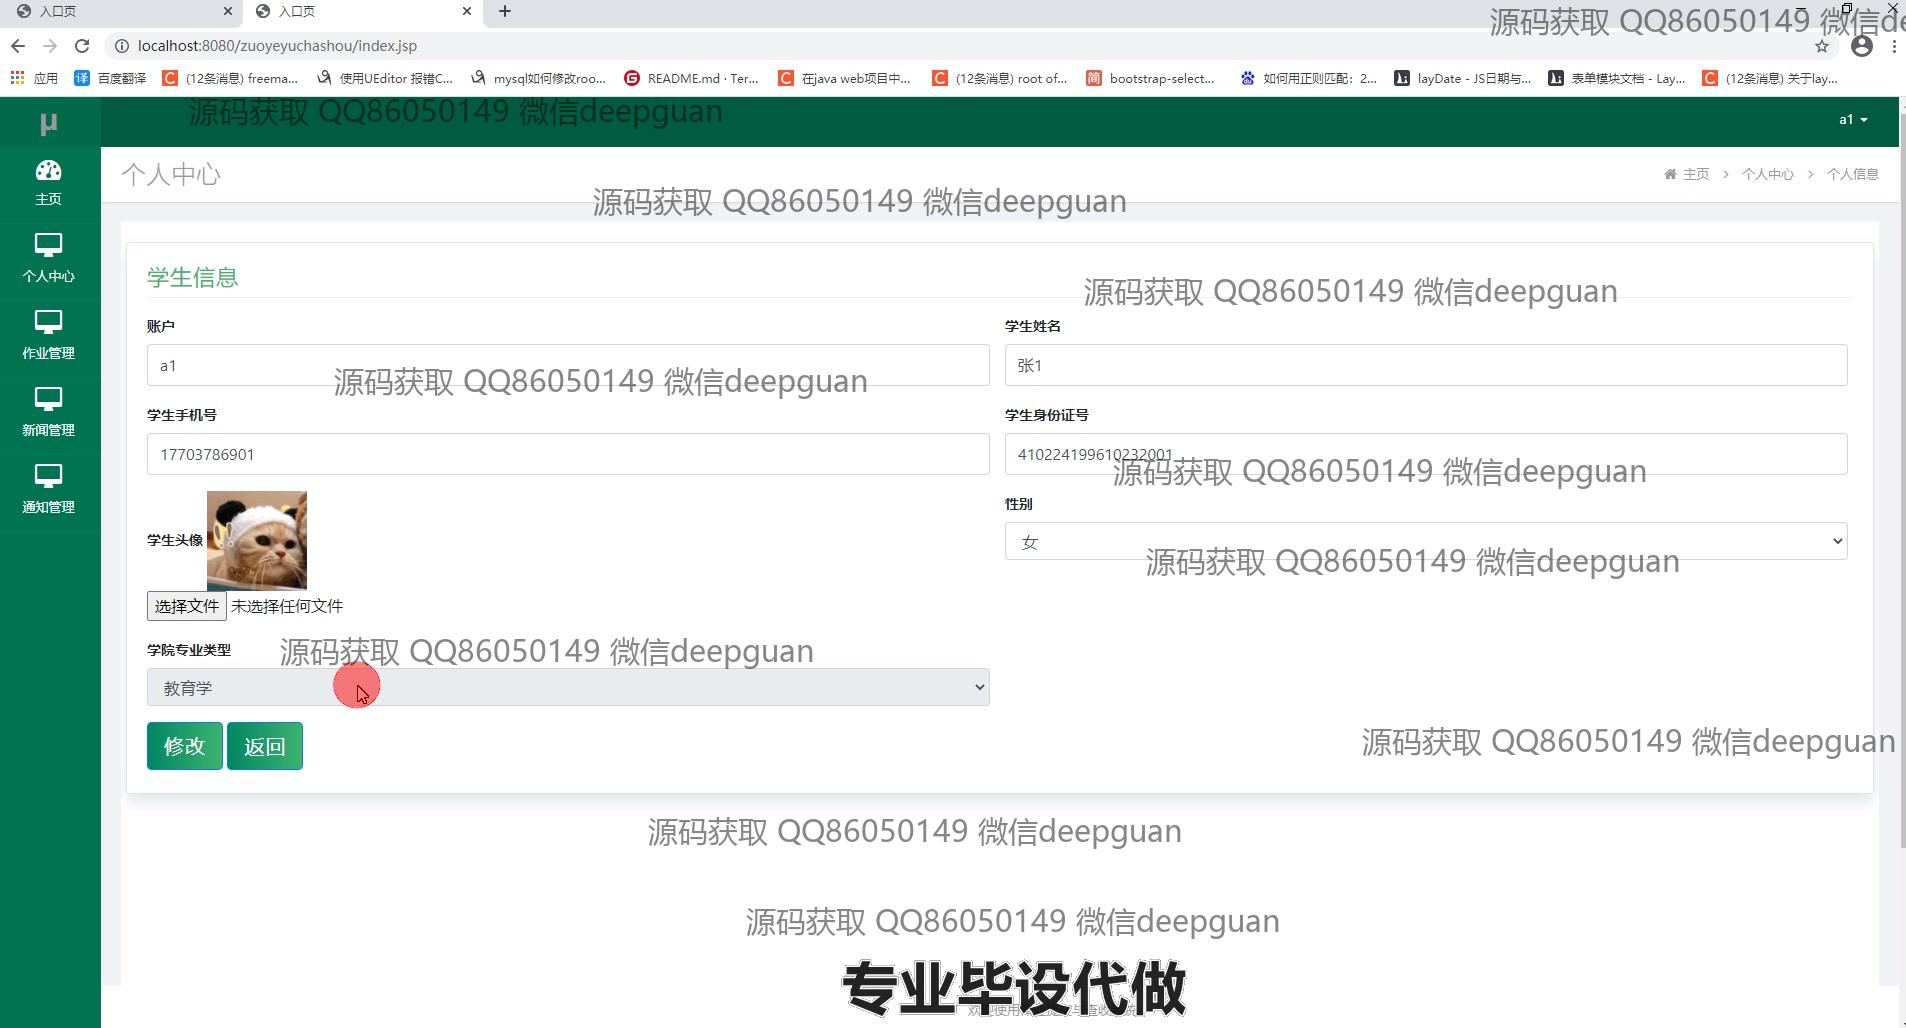 入口页
入口页
源码获取 QQ86050149 微信de
localhost:8080/zuoyeyuchashou/index.jsp
应用
译 百度翻译
C (12条消息) freema...
使用UEditor 报错C...
mysql如何修改roo...
README.md · Ter...
C 在java web项目中...
C (12条消息) root of...
简 bootstrap-select...
如何用正则匹配：2...
layDate - JS日期与...
表单模块文档 - Lay...
C (12条消息) 关于lay...
源码获取 QQ86050149 微信deepguan
μ
a1
主页
个人中心
作业管理
新闻管理
通知管理
个人中心
主页 > 个人中心 > 个人信息
源码获取 QQ86050149 微信deepguan
学生信息
源码获取 QQ86050149 微信deepguan
账户
学生姓名
a1
张1
源码获取 QQ86050149 微信deepguan
学生手机号
学生身份证号
17703786901
410224199610232001
源码获取 QQ86050149 微信deepguan
学生头像
性别
女
源码获取 QQ86050149 微信deepguan
选择文件 未选择任何文件
学院专业类型
源码获取 QQ86050149 微信deepguan
教育学
修改 返回
源码获取 QQ86050149 微信deepguan
源码获取 QQ86050149 微信deepguan
源码获取 QQ86050149 微信deepguan
专业毕设代做